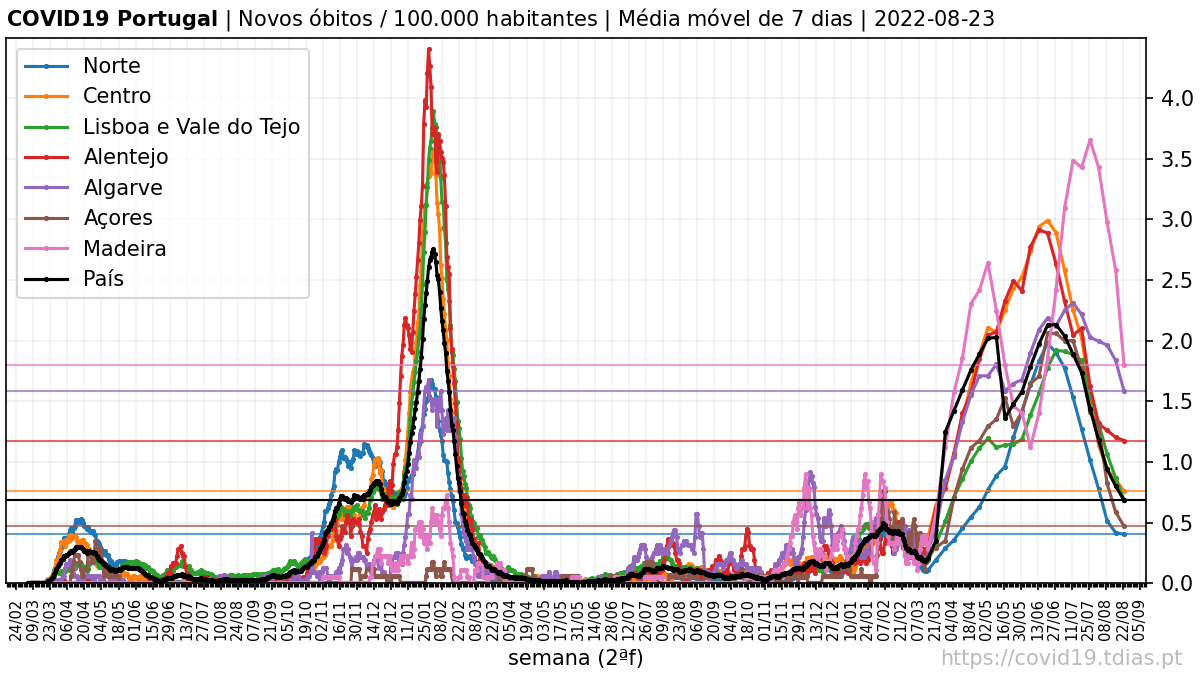 COVID19 Portugal | Novos óbitos / 100.000 habitantes | Média móvel de 7 dias | 2022-08-23
Norte
Centro
Lisboa e Vale do Tejo
Alentejo
Algarve
Açores
Madeira
País
4.0
3.5
3.0
2.5
2.0
1.5
1.0
0.5
0.0
24/02 09/03 23/03 06/04 20/04 04/05 18/05 01/06 15/06 29/06 13/07 27/07 10/08 24/08 07/09 21/09 05/10 19/10 02/11 16/11 30/11 14/12 28/12 11/01 25/01 08/02 22/02 08/03 22/03 05/04 19/04 03/05 17/05 31/05 14/06 28/06 12/07 26/07 09/08 23/08 06/09 20/09 04/10 18/10 01/11 15/11 29/11 13/12 27/12 10/01 24/01 07/02 21/02 07/03 21/03 04/04 18/04 02/05 16/05 30/05 13/06 27/06 11/07 25/07 08/08 22/08 05/09
semana (2ªf)
https://covid19.tdias.pt